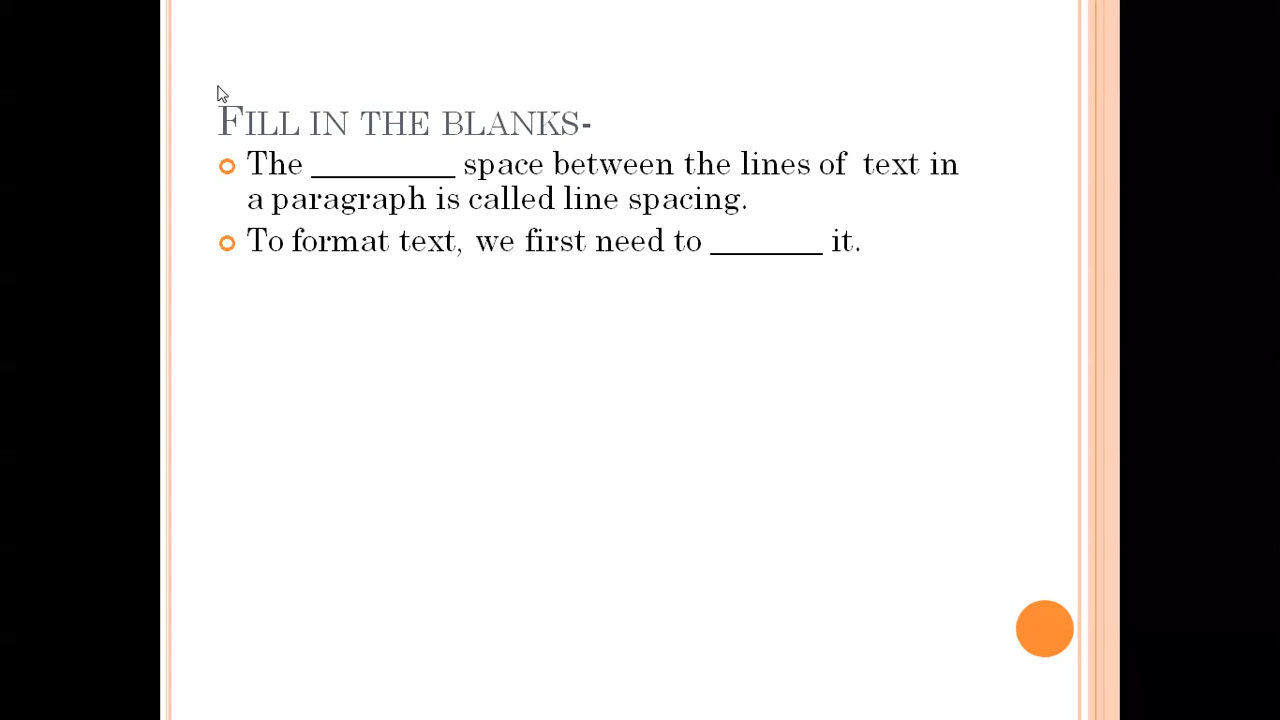 FILL IN THE BLANKS-
The _________ space between the lines of text in
a paragraph is called line spacing.
To format text, we first need to _______ it.